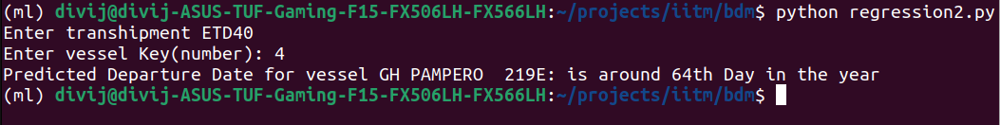 (ml) divij@divij-ASUS-TUF-Gaming-F15-FX506LH-FX566LH:~/projects/iitm/bdm$ python regression2.py
Enter transhipment ETD40
Enter vessel Key(number): 4
Predicted Departure Date for vessel GH PAMPERO  219E: is around 64th Day in the year
(ml) divij@divij-ASUS-TUF-Gaming-F15-FX506LH-FX566LH:~/projects/iitm/bdm$